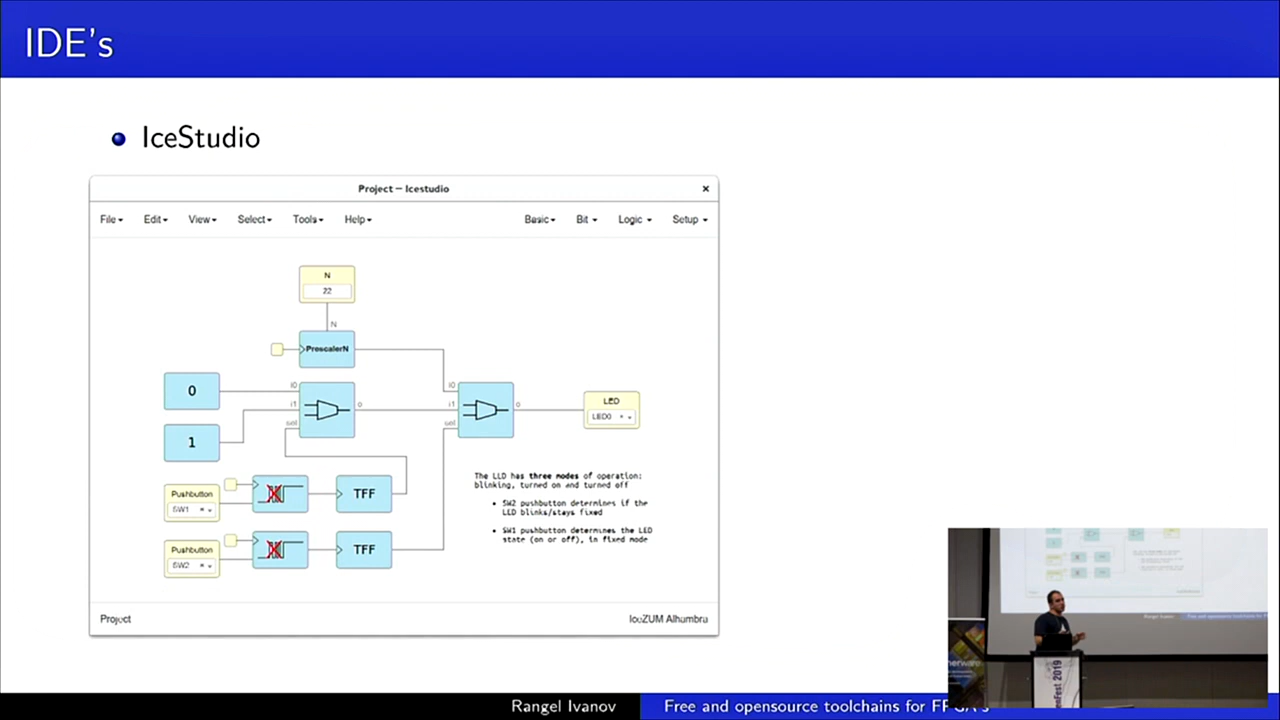 IDE's
IceStudio
Project – Icestudio
File Edit View Select Tools Help Basic Bit Logic Setup
N
22
N
PrescalerN
0
i0
i1
o
i0
i1
o
LED
LED0
1
Pushbutton
SW1
TFF
The LED has three modes of operation:
blinking, turned on and turned off
SW2 pushbutton determines if the
LED blinks/stays fixed
SW1 pushbutton determines the LED
state (on or off), in fixed mode
Pushbutton
SW2
TFF
Project IceZUM Alhambra
Rangel Ivanov Free and opensource toolchains for FPGA's
enFest 2019